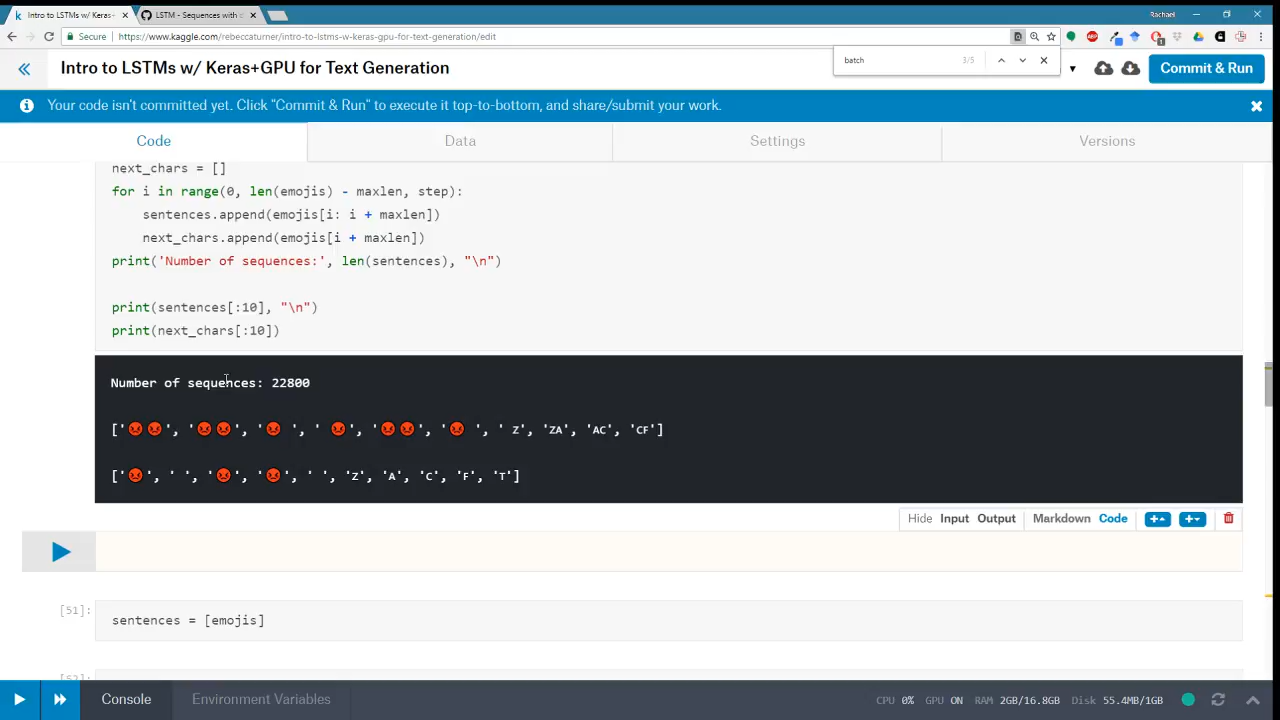 Intro to LSTMs w/ Keras+
LSTM - Sequences with
Rachael
Secure https://www.kaggle.com/rebeccaturner/intro-to-lstms-w-keras-gpu-for-text-generation/edit
Intro to LSTMs w/ Keras+GPU for Text Generation
batch 3/5
Commit & Run
Your code isn't committed yet. Click "Commit & Run" to execute it top-to-bottom, and share/submit your work.
Code Data Settings Versions
next_chars = []
for i in range(0, len(emojis) - maxlen, step):
    sentences.append(emojis[i: i + maxlen])
    next_chars.append(emojis[i + maxlen])
print('Number of sequences:', len(sentences), "\n")
print(sentences[:10], "\n")
print(next_chars[:10])
Number of sequences: 22800
['😡😡', '😡😡', '😡 ', ' 😡', '😡😡', '😡 ', ' Z', 'ZA', 'AC', 'CF']
['😡', ' ', '😡', '😡', ' ', 'Z', 'A', 'C', 'F', 'T']
Hide Input Output Markdown Code
[51]:
sentences = [emojis]
Console Environment Variables CPU 0% GPU ON RAM 2GB/16.8GB Disk 55.4MB/1GB